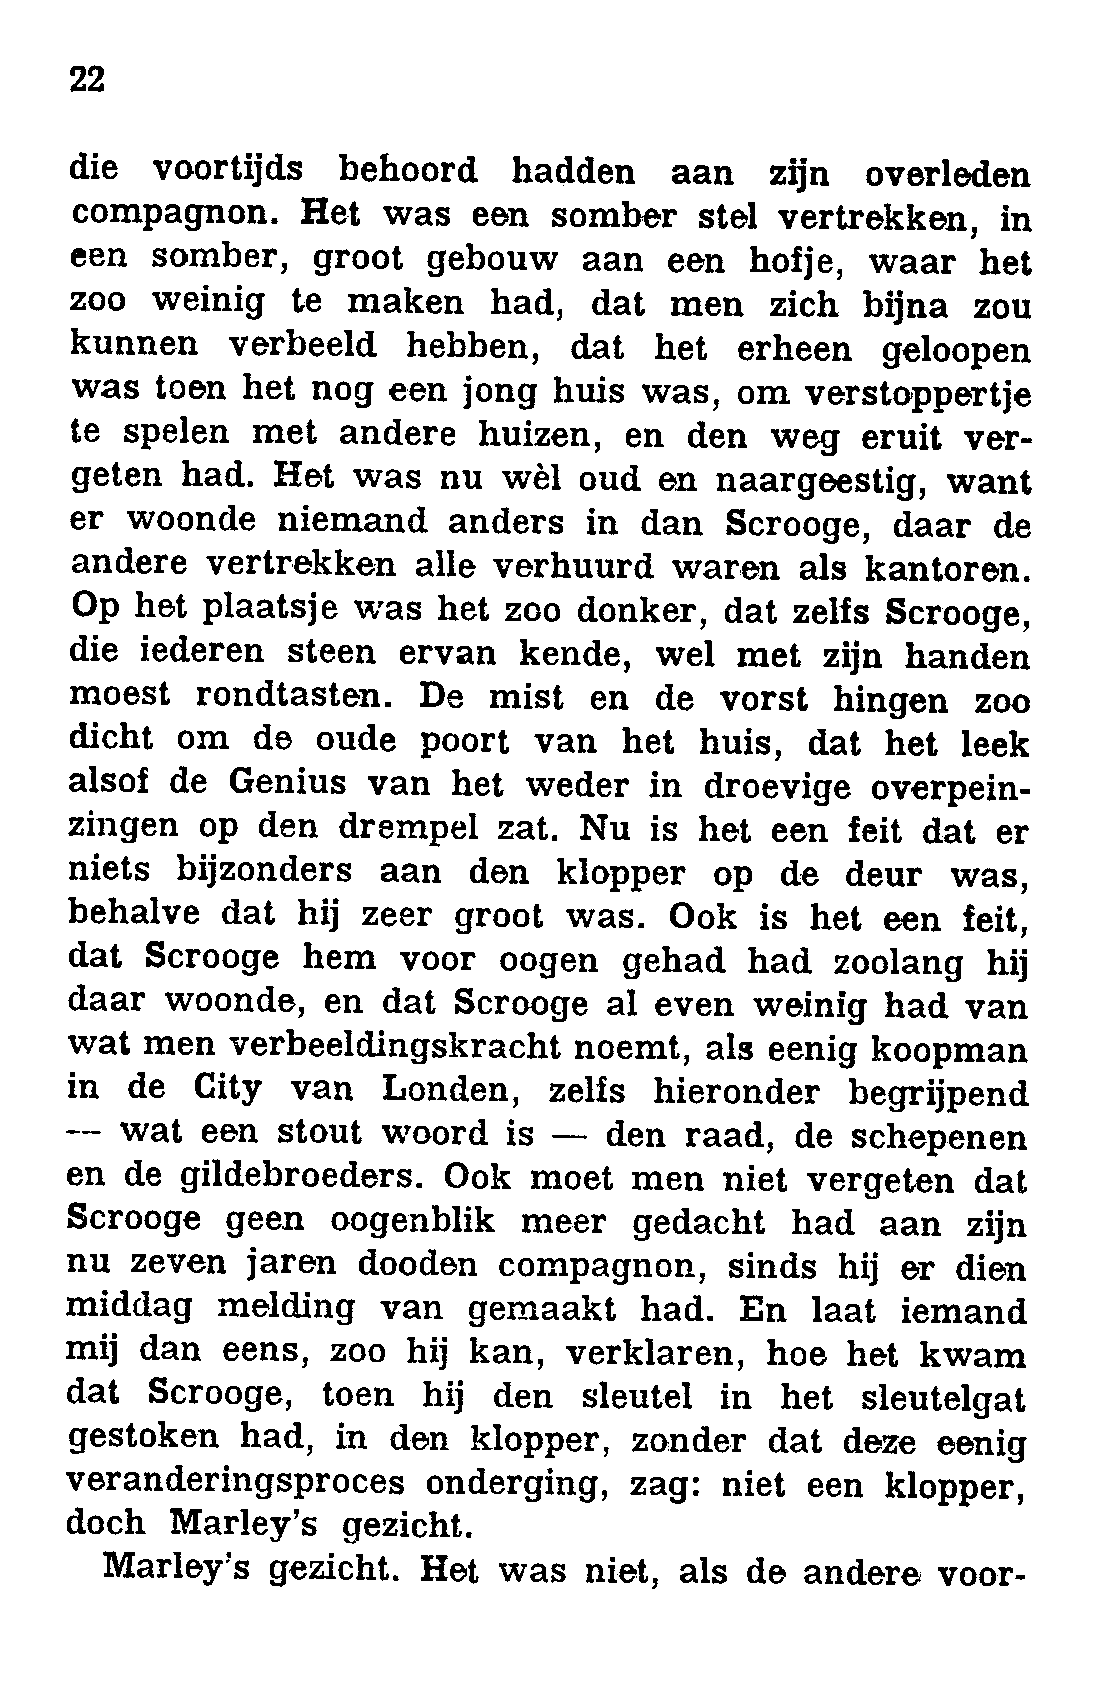 22
die voortijds behoord hadden aan zijn overleden
compagnon. Het was een somber stel vertrekken, in
een somber, groot gebouw aan een hofje, waar het
zoo weinig te maken had, dat men zich bijna zou
kunnen verbeeld hebben, dat het erheen geloopen
was toen het nog een jong huis was, om verstoppertje
te spelen met andere huizen, en den weg eruit ver-
geten had. Het was nu wèl oud en naargeestig, want
er woonde niemand anders in dan Scrooge, daar de
andere vertrekken alle verhuurd waren als kantoren.
Op het plaatsje was het zoo donker, dat zelfs Scrooge,
die iederen steen ervan kende, wel met zijn handen
moest rondtasten. De mist en de vorst hingen zoo
dicht om de oude poort van het huis, dat het leek
alsof de Genius van het weder in droevige overpein-
zingen op den drempel zat. Nu is het een feit dat er
niets bijzonders aan den klopper op de deur was,
behalve dat hij zeer groot was. Ook is het een feit,
dat Scrooge hem voor oogen gehad had zoolang hij
daar woonde, en dat Scrooge al even weinig had van
wat men verbeeldingskracht noemt, als eenig koopman
in de City van Londen, zelfs hieronder begrijpend
— wat een stout woord is — den raad, de schepenen
en de gildebroeders. Ook moet men niet vergeten dat
Scrooge geen oogenblik meer gedacht had aan zijn
nu zeven jaren dooden compagnon, sinds hij er dien
middag melding van gemaakt had. En laat iemand
mij dan eens, zoo hij kan, verklaren, hoe het kwam
dat Scrooge, toen hij den sleutel in het sleutelgat
gestoken had, in den klopper, zonder dat deze eenig
veranderingsproces onderging, zag: niet een klopper,
doch Marley's gezicht.
Marley's gezicht. Het was niet, als de andere voor-